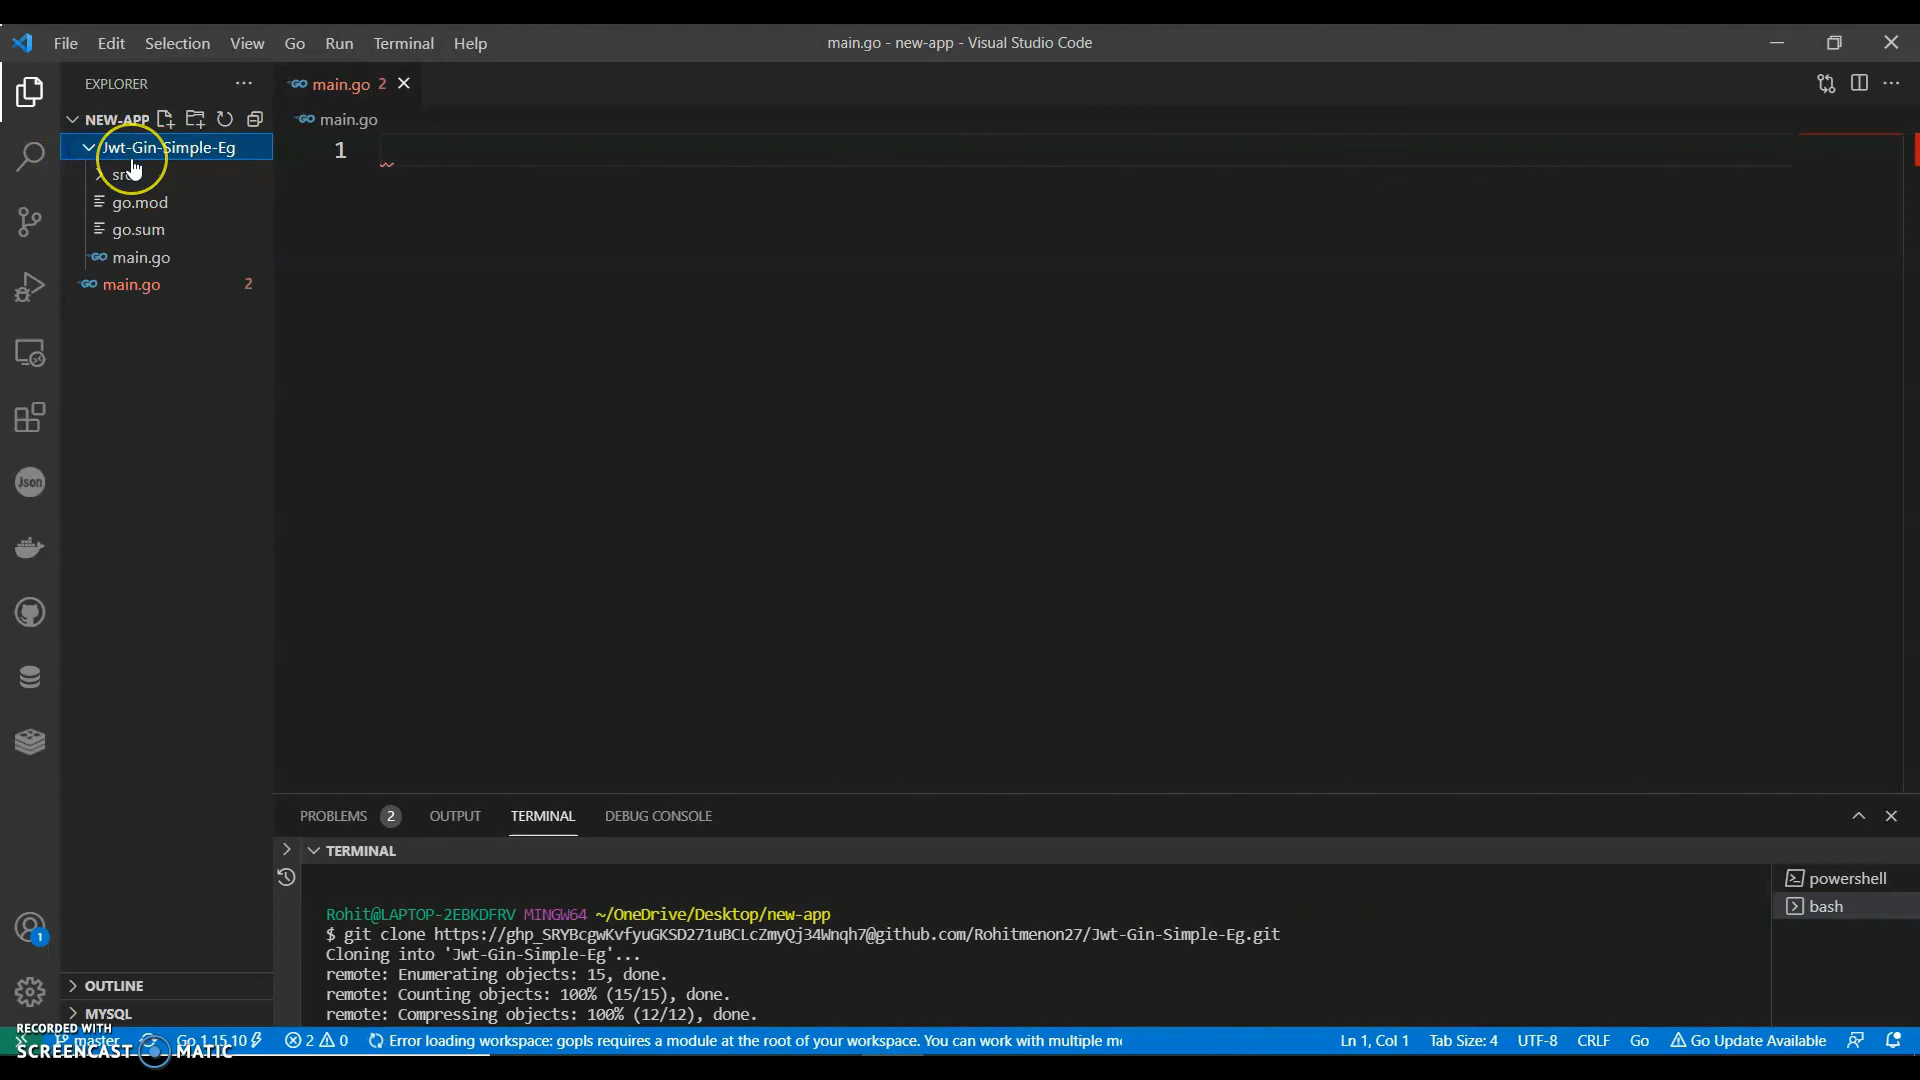 File Edit Selection View Go Run Terminal Help
main.go - new-app - Visual Studio Code
EXPLORER
main.go 2
NEW-APP
main.go
Jwt-Gin-Simple-Eg
1
go.mod
go.sum
main.go
main.go 2
Json
PROBLEMS 2 OUTPUT TERMINAL DEBUG CONSOLE
TERMINAL
powershell
bash
Rohit@LAPTOP-2EBKDFRV MINGW64 ~/OneDrive/Desktop/new-app
$ git clone https://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@github.com/Rohitmenon27/Jwt-Gin-Simple-Eg.git
Cloning into 'Jwt-Gin-Simple-Eg'...
remote: Enumerating objects: 15, done.
remote: Counting objects: 100% (15/15), done.
remote: Compressing objects: 100% (12/12), done.
1
OUTLINE
MYSQL
RECORDED WITH
SCREENCAST MATIC
master Go 1.15.10 2 0 Error loading workspace: gopls requires a module at the root of your workspace. You can work with multiple m
Ln 1, Col 1 Tab Size: 4 UTF-8 CRLF Go Go Update Available